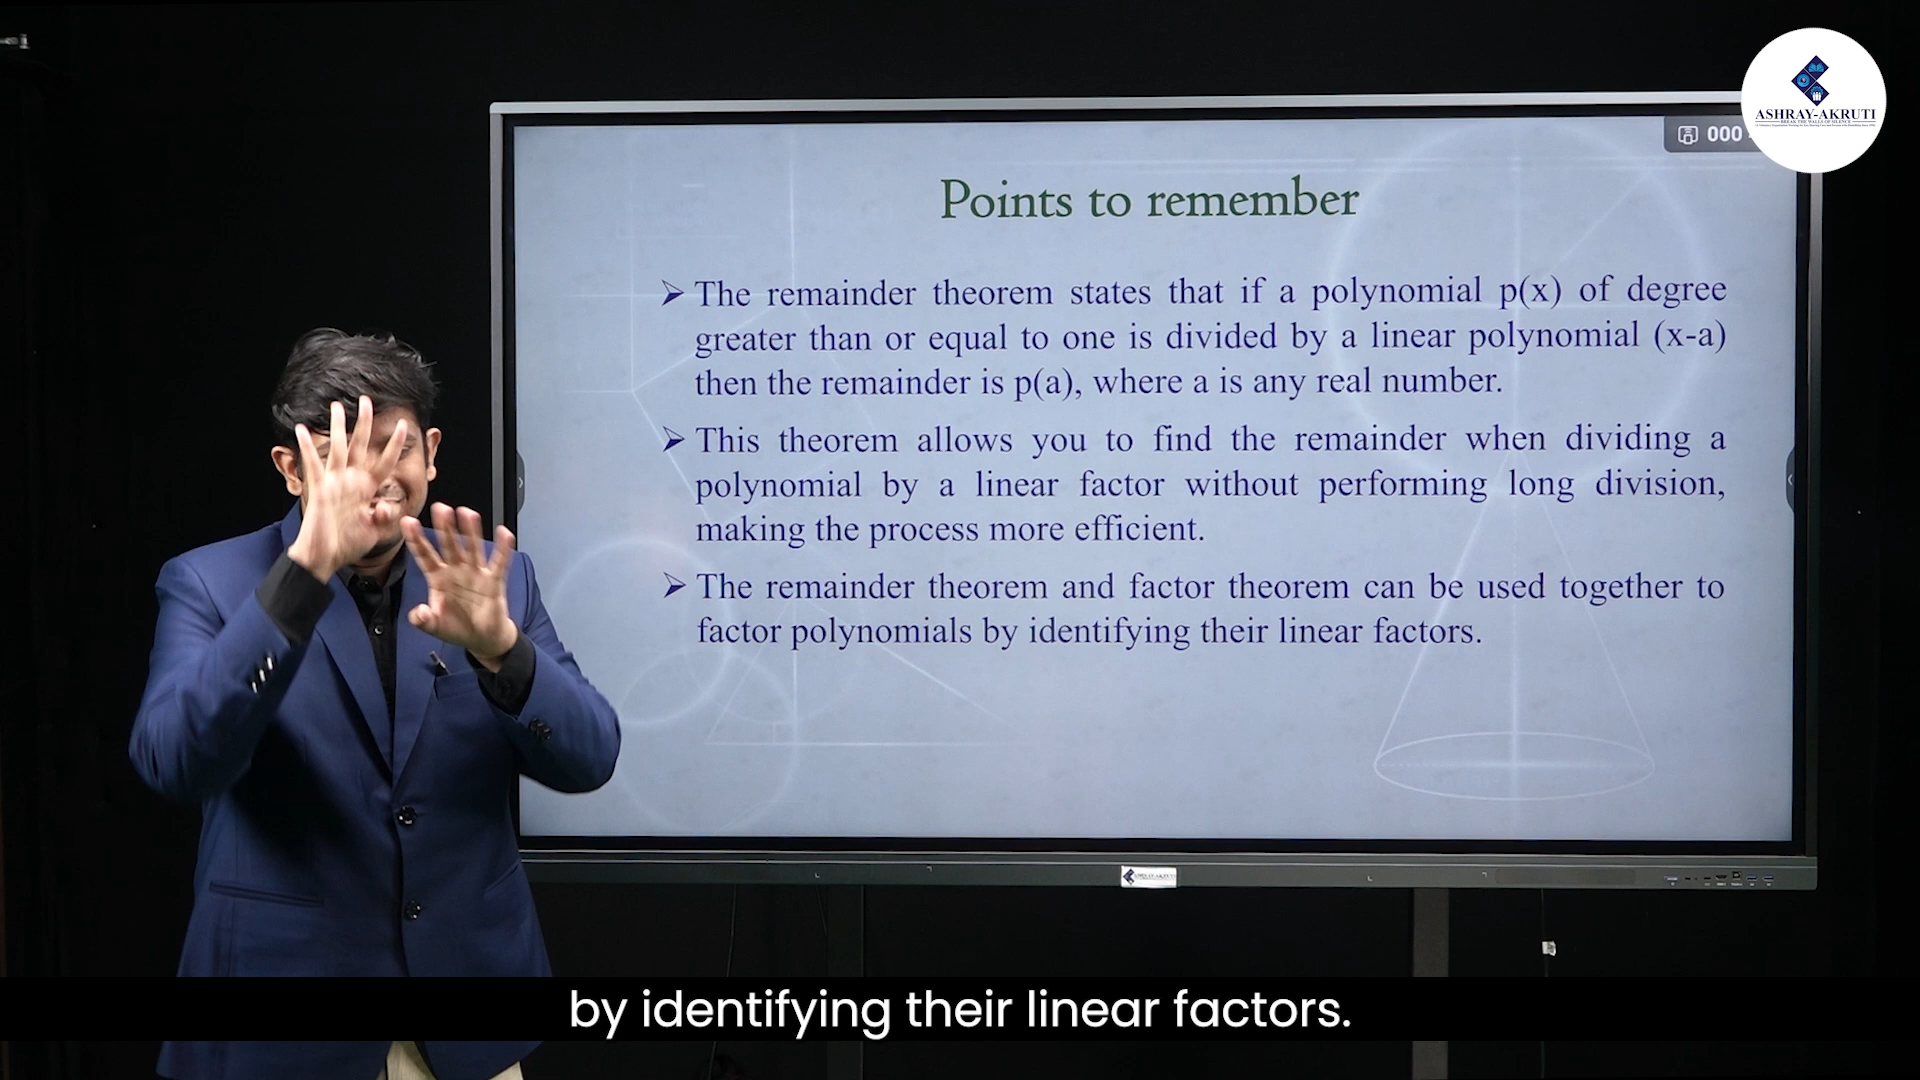 ASHRAY-AKRUTI
000
Points to remember
➢ The remainder theorem states that if a polynomial p(x) of degree
greater than or equal to one is divided by a linear polynomial (x-a)
then the remainder is p(a), where a is any real number.
➢ This theorem allows you to find the remainder when dividing a
polynomial by a linear factor without performing long division,
making the process more efficient.
➢ The remainder theorem and factor theorem can be used together to
factor polynomials by identifying their linear factors.
ASHRAY-AKRUTI
by identifying their linear factors.